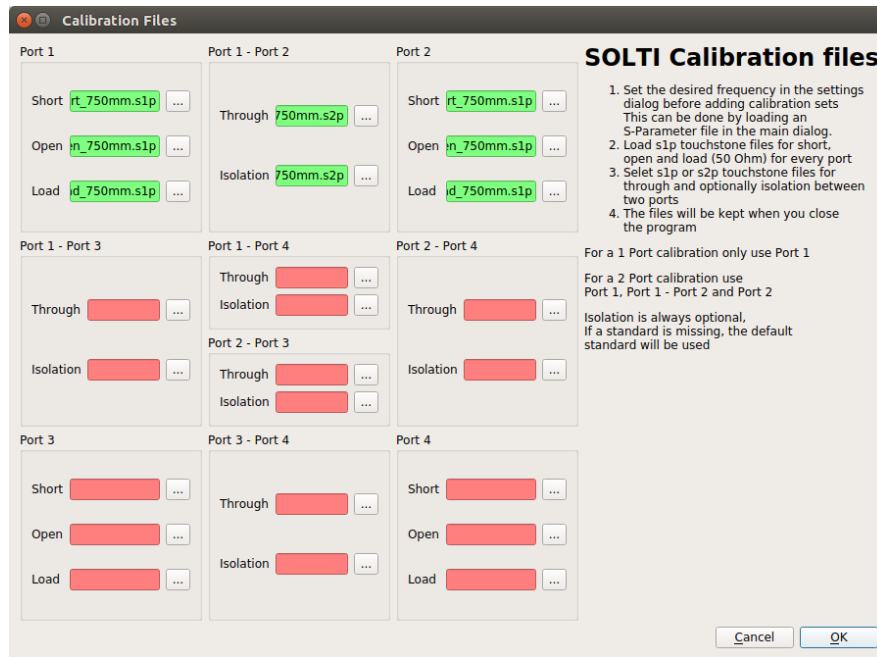 Calibration Files
Port 1
Short rt_750mm.s1p ...
Open en_750mm.s1p ...
Load ad_750mm.s1p ...
Port 1 - Port 2
Through 750mm.s2p ...
Isolation 750mm.s2p ...
Port 2
Short rt_750mm.s1p ...
Open en_750mm.s1p ...
Load ad_750mm.s1p ...
Port 1 - Port 3
Through ...
Isolation ...
Port 1 - Port 4
Through ...
Isolation ...
Port 2 - Port 3
Through ...
Isolation ...
Port 2 - Port 4
Through ...
Isolation ...
Port 3
Short ...
Open ...
Load ...
Port 3 - Port 4
Through ...
Isolation ...
Port 4
Short ...
Open ...
Load ...
SOLTI Calibration files
1. Set the desired frequency in the settings
dialog before adding calibration sets
This can be done by loading an
S-Parameter file in the main dialog.
2. Load s1p touchstone files for short,
open and load (50 Ohm) for every port
3. Selet s1p or s2p touchstone files for
through and optionally isolation between
two ports
4. The files will be kept when you close
the program
For a 1 Port calibration only use Port 1
For a 2 Port calibration use
Port 1, Port 1 - Port 2 and Port 2
Isolation is always optional,
If a standard is missing, the default
standard will be used
Cancel OK